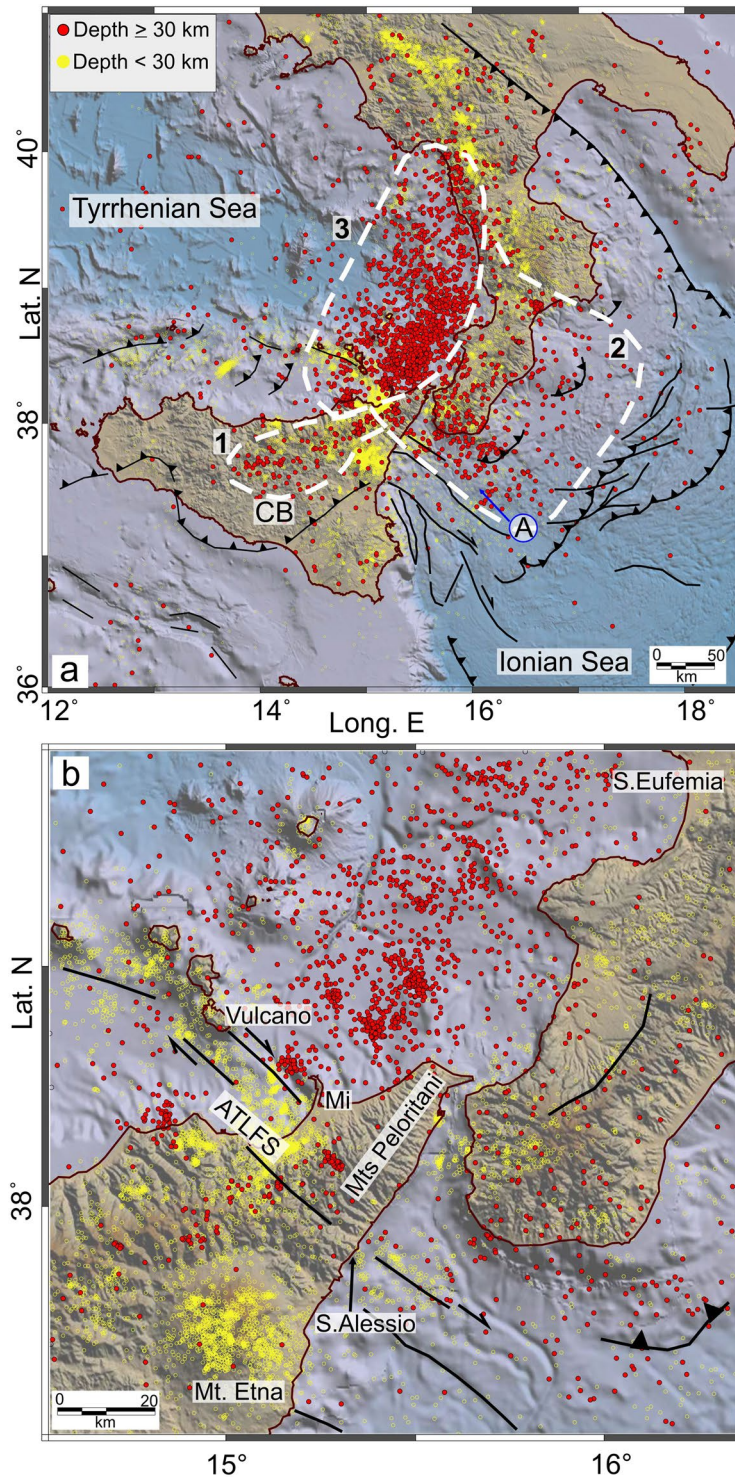 Depth ≥ 30 km
Depth < 30 km
40°
Tyrrhenian Sea
3
Lat. N
2
38°
1
CB
A
Ionian Sea
0 50
km
a
36°
12 14 16 18
Long. E
b
S.Eufemia
Lat. N
Vulcano
Mi
ATLFS
Mts Peloritani
38°
S.Alessio
Mt. Etna
0 20
km
15° 16°